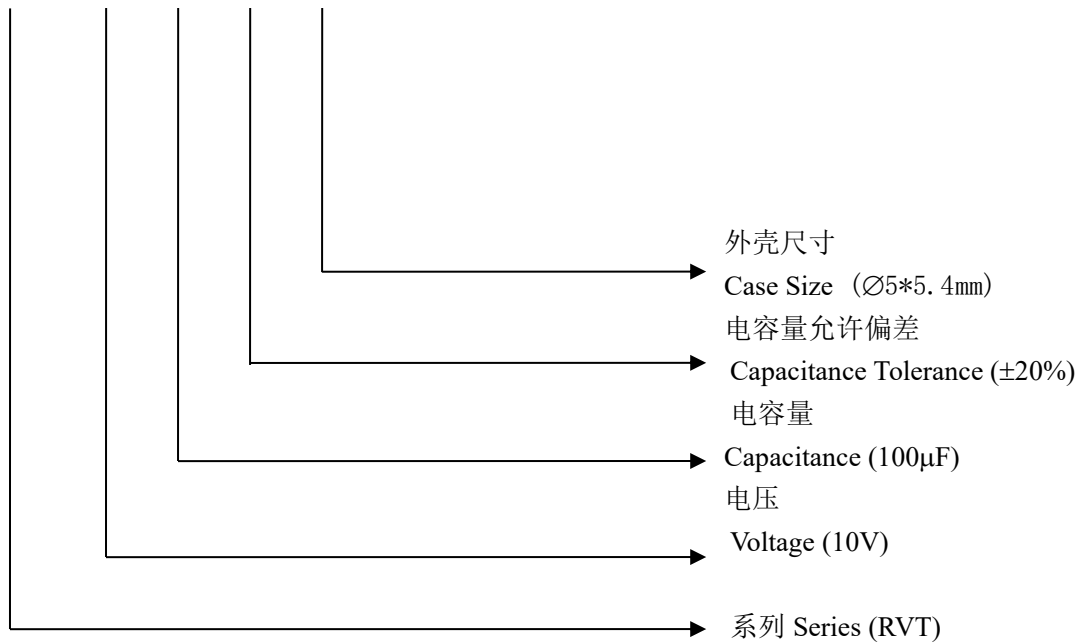 外壳尺寸
Case Size (∅5*5.4mm)
电容量允许偏差
Capacitance Tolerance (±20%)
电容量
Capacitance (100μF)
电压
Voltage (10V)
系列 Series (RVT)